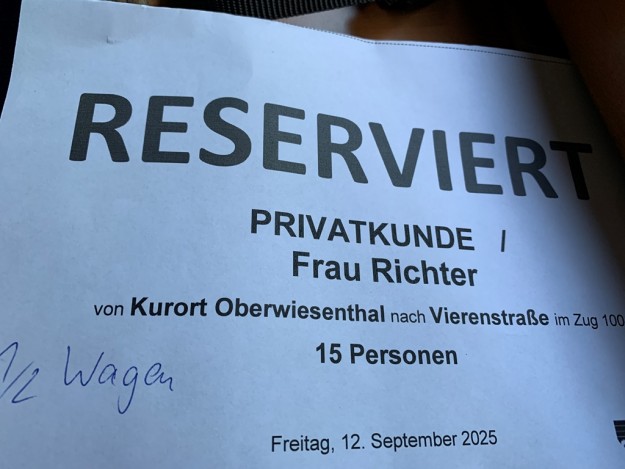 RESERVIERT
PRIVATKUNDE /
Frau Richter
von Kurort Oberwiesenthal nach Vierenstraße im Zug 100
15 Personen
1/2 Wagen
Freitag, 12. September 2025